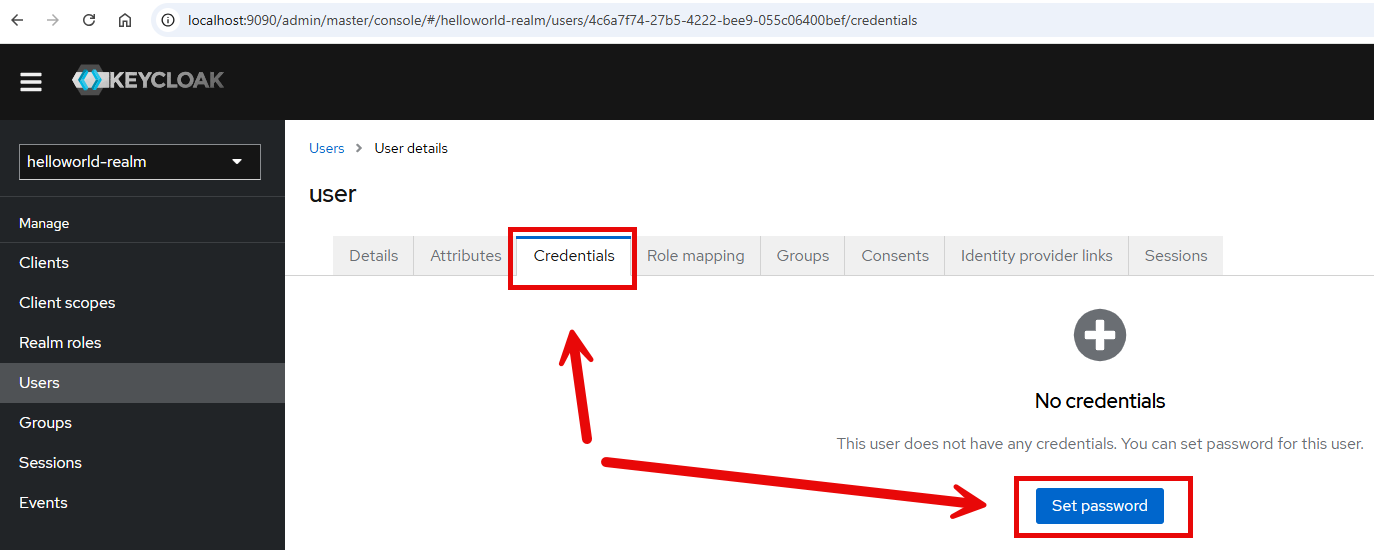 localhost:9090/admin/master/console/#/helloworld-realm/users/4c6a7f74-27b5-4222-bee9-055c06400bef/credentials
KEYCLOAK
helloworld-realm
Manage
Clients
Client scopes
Realm roles
Users
Groups
Sessions
Events
Users > User details
user
Details Attributes Credentials Role mapping Groups Consents Identity provider links Sessions
No credentials
This user does not have any credentials. You can set password for this user.
Set password